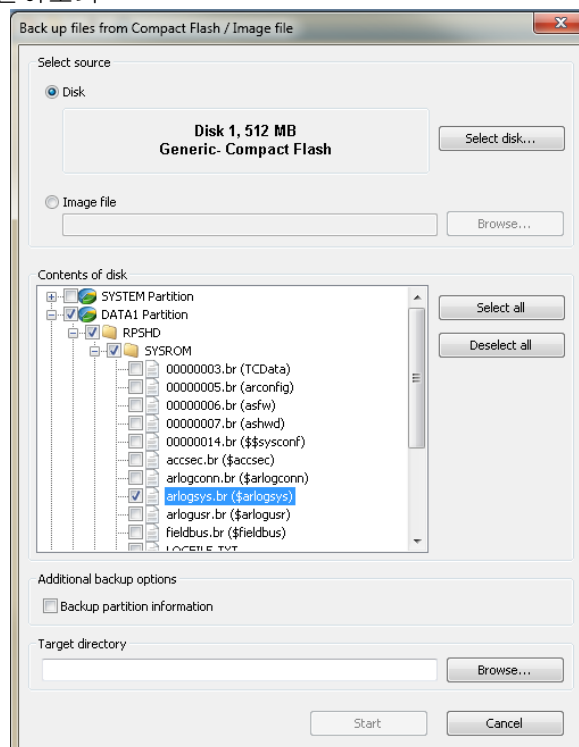 Back up files from Compact Flash / Image file
Select source
Disk
Disk 1, 512 MB
Generic- Compact Flash
Select disk...
Image file
Browse...
Contents of disk
SYSTEM Partition
DATA1 Partition
RPSHD
SYSROM
00000003.br (TCData)
00000005.br (arconfig)
00000006.br (asfw)
00000007.br (ashwd)
00000014.br ($$sysconf)
accsec.br ($accsec)
arlogconn.br ($arlogconn)
arlogsys.br ($arlogsys)
arlogusr.br ($arlogusr)
fieldbus.br ($fieldbus)
Select all
Deselect all
Additional backup options
Backup partition information
Target directory
Browse...
Start
Cancel